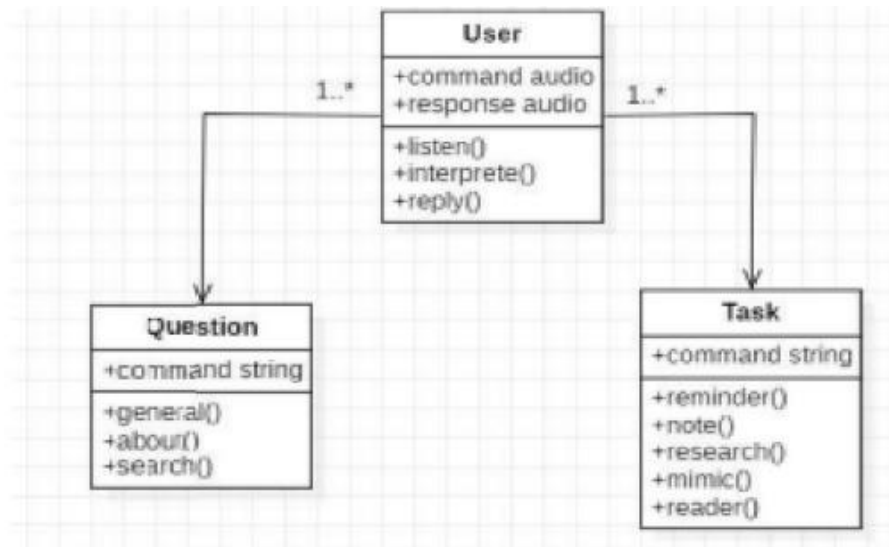 User
+command audio
+response audio
+listen()
+interprete()
+reply()
1..*
1..*
Question
+command string
+general()
+about()
+search()
Task
+command string
+reminder()
+note()
+research()
+mimic()
+reader()